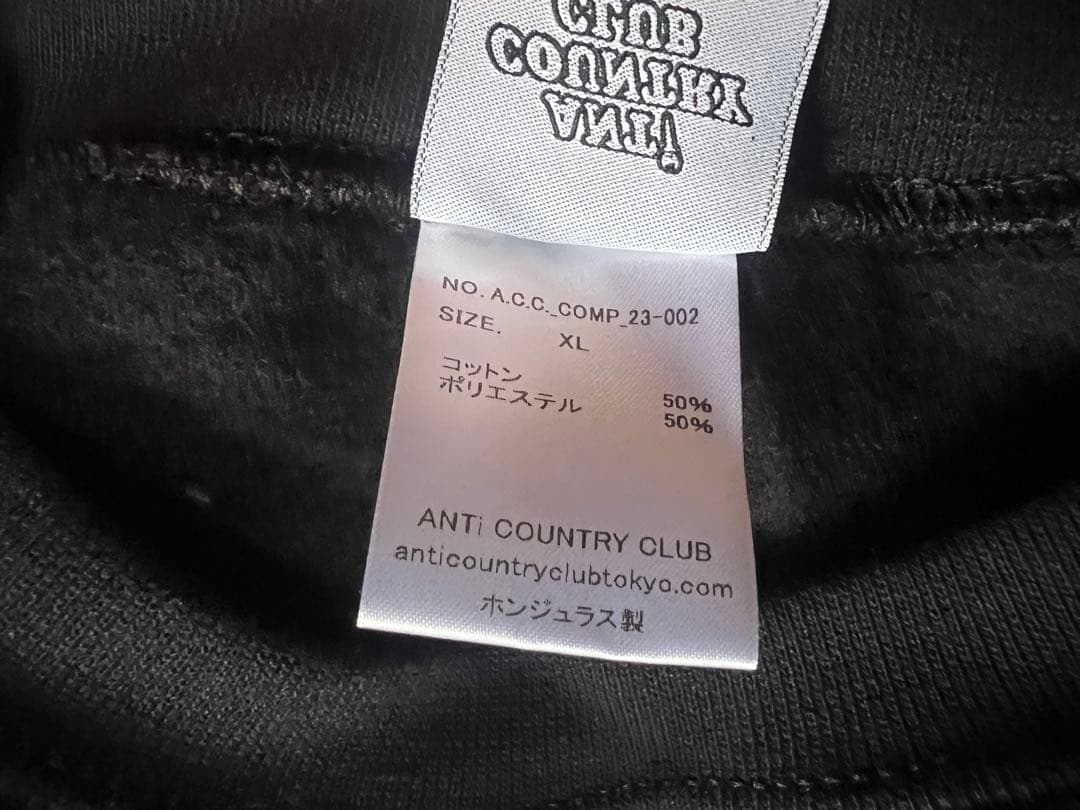 CLUB
COUNTRY
ANTi
NO. A.C.C._COMP_23-002
SIZE. XL
コットン 50%
ポリエステル 50%
ANTi COUNTRY CLUB
anticountryclubtokyo.com
ホンジュラス製